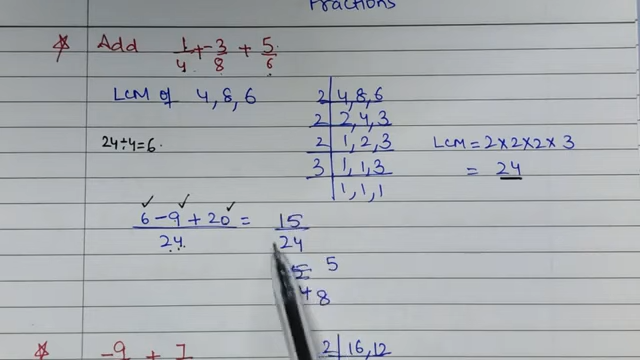 Fractions
☆ Add 1/4 + -3/8 + 5/6
LCM of 4, 8, 6
2 | 4, 8, 6
2 | 2, 4, 3
2 | 1, 2, 3
3 | 1, 1, 3
1, 1, 1
24÷4=6
LCM = 2×2×2×3
= 24
6 - 9 + 20 / 24 = 15/24
5
8
☆ -9 + 7
2 | 16, 12